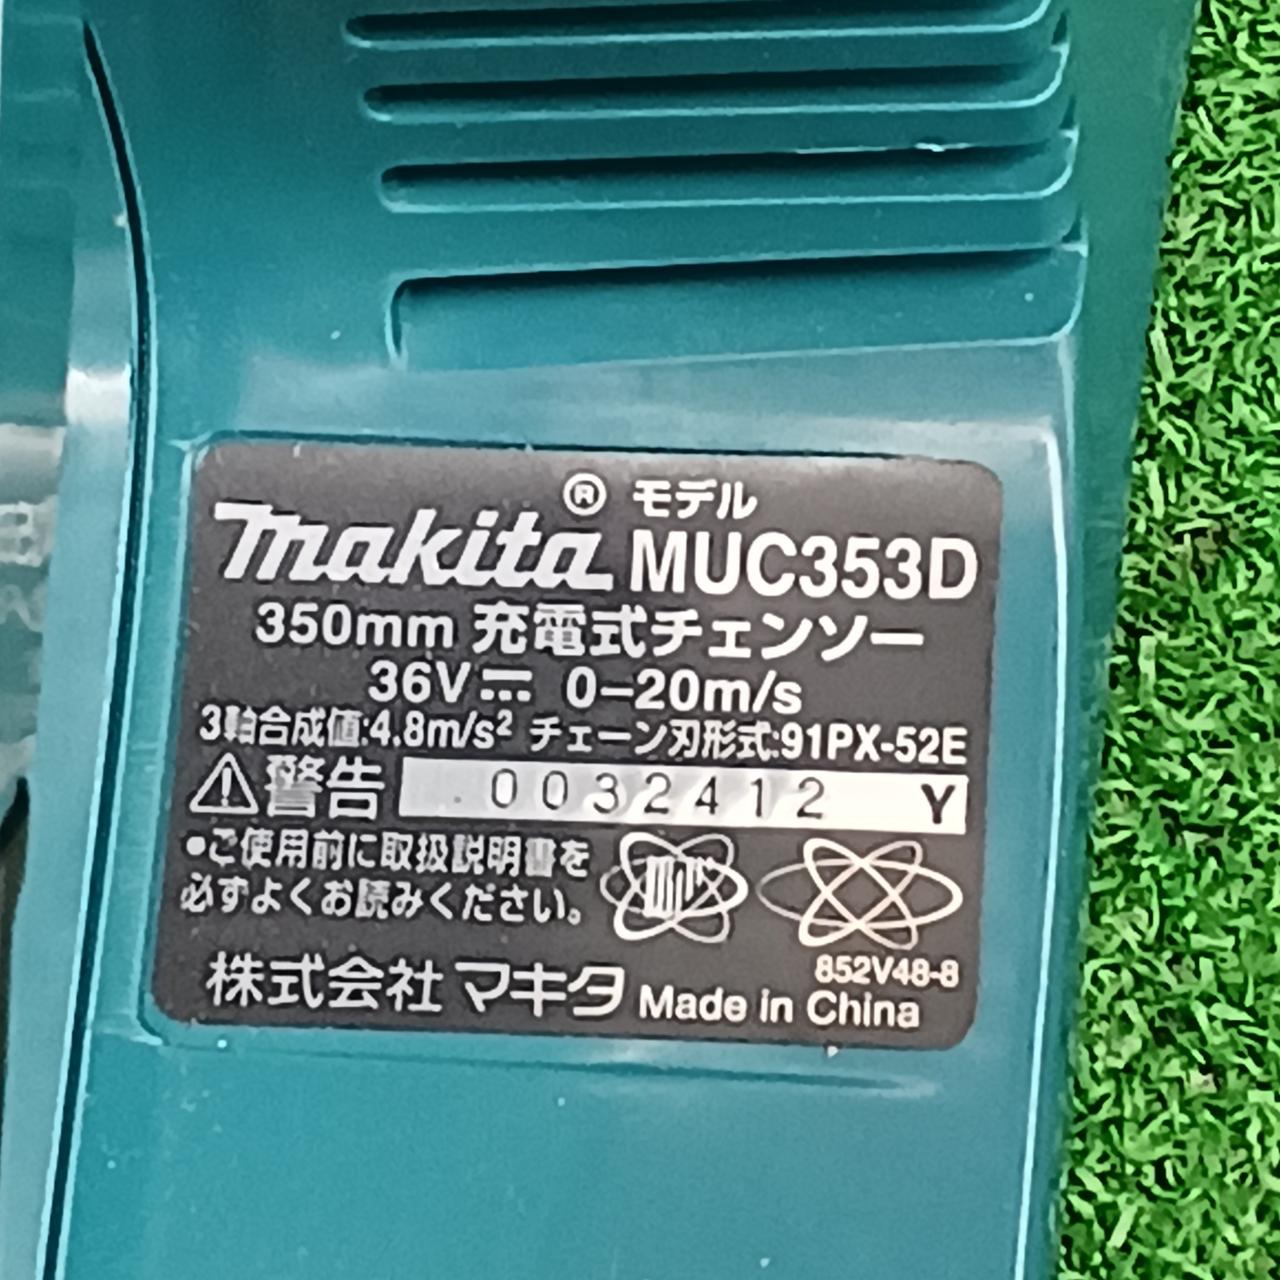 makita® モデル MUC353D
350mm 充電式チェンソー
36V⎓ 0–20m/s
3軸合成値:4.8m/s² チェーン刃形式:91PX-52E
⚠警告 0032412 Y
●ご使用前に取扱説明書を
必ずよくお読みください。
852V48-8
株式会社マキタ Made in China